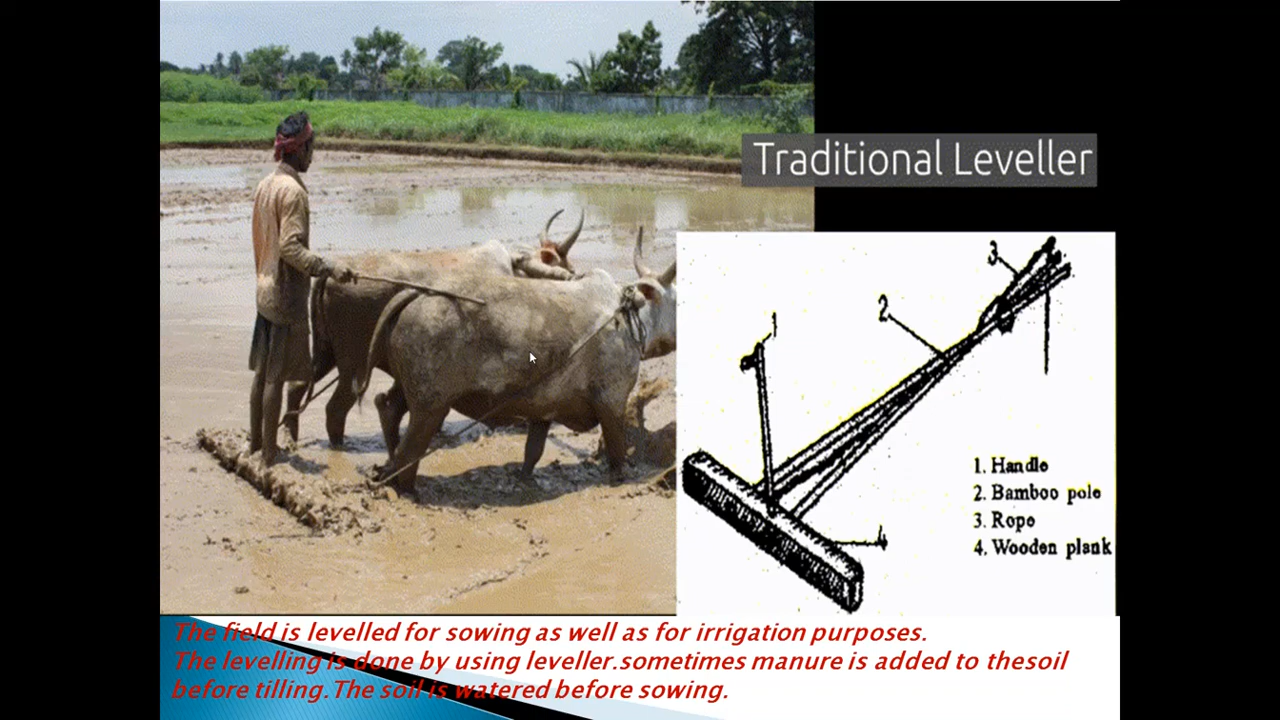 Traditional Leveller
3
2
1
4
1. Handle
2. Bamboo pole
3. Rope
4. Wooden plank
The field is levelled for sowing as well as for irrigation purposes.
The levelling is done by using leveller.sometimes manure is added to thesoil
before tilling.The soil is watered before sowing.